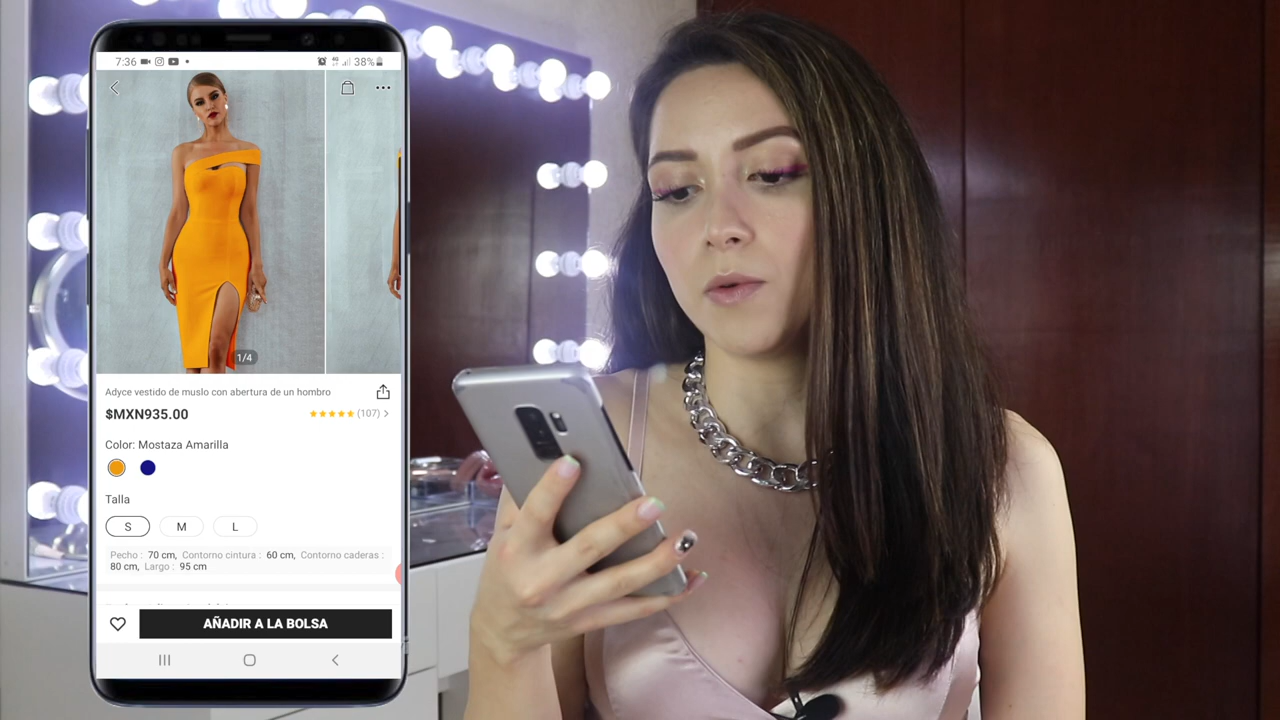 7:36
4G
38%
1/4
Adyce vestido de muslo con abertura de un hombro
$MXN935.00
(107)
Color: Mostaza Amarilla
Talla
S M L
Pecho : 70 cm, Contorno cintura : 60 cm, Contorno caderas :
80 cm, Largo : 95 cm
AÑADIR A LA BOLSA